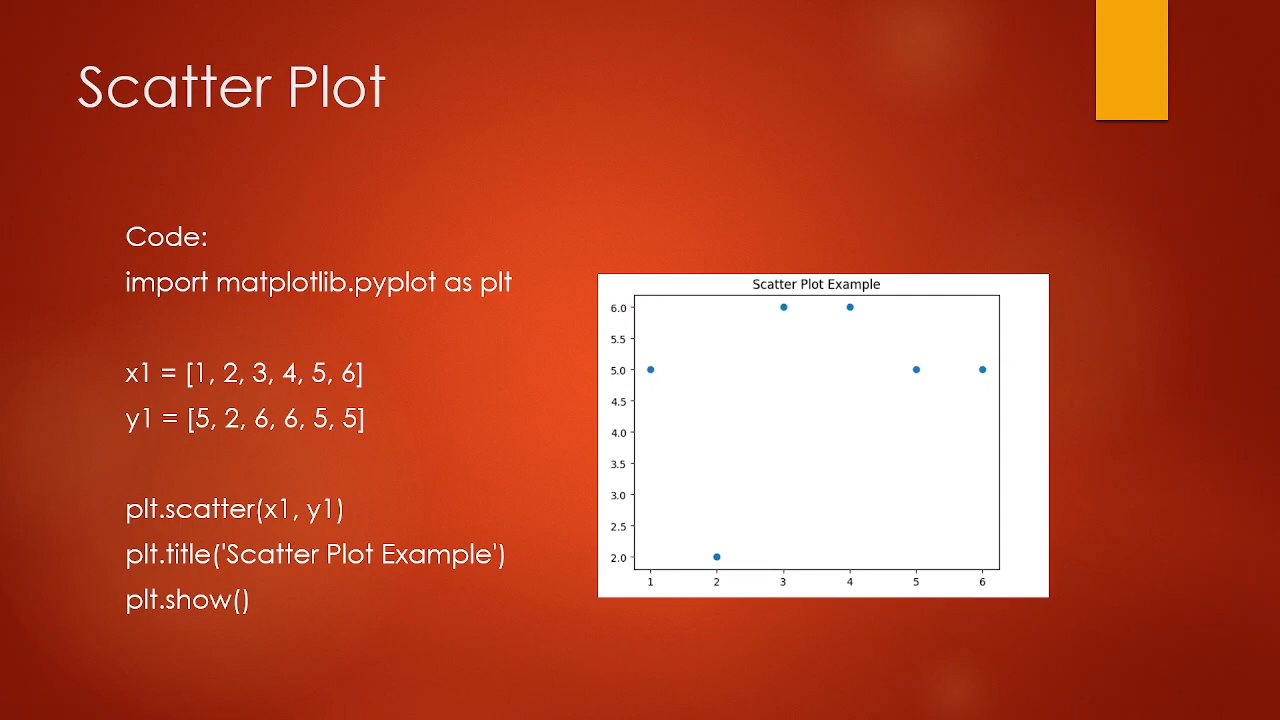 Scatter Plot
Code:
import matplotlib.pyplot as plt
x1 = [1, 2, 3, 4, 5, 6]
y1 = [5, 2, 6, 6, 5, 5]
plt.scatter(x1, y1)
plt.title('Scatter Plot Example')
plt.show()
Scatter Plot Example
6.0
5.5
5.0
4.5
4.0
3.5
3.0
2.5
2.0
1 2 3 4 5 6